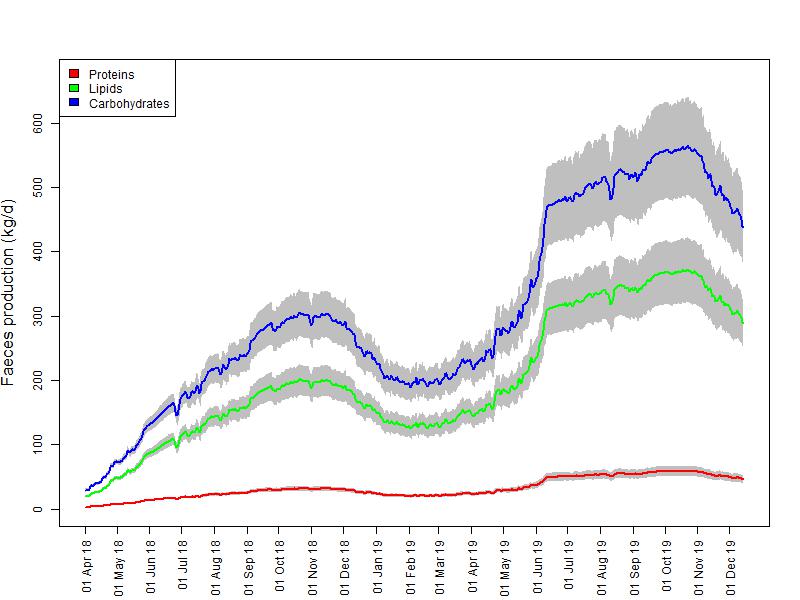 Proteins
Lipids
Carbohydrates
Faeces production (kg/d)
600
500
400
300
200
100
0
01 Apr 18
01 May 18
01 Jun 18
01 Jul 18
01 Aug 18
01 Sep 18
01 Oct 18
01 Nov 18
01 Dec 18
01 Jan 19
01 Feb 19
01 Mar 19
01 Apr 19
01 May 19
01 Jun 19
01 Jul 19
01 Aug 19
01 Sep 19
01 Oct 19
01 Nov 19
01 Dec 19